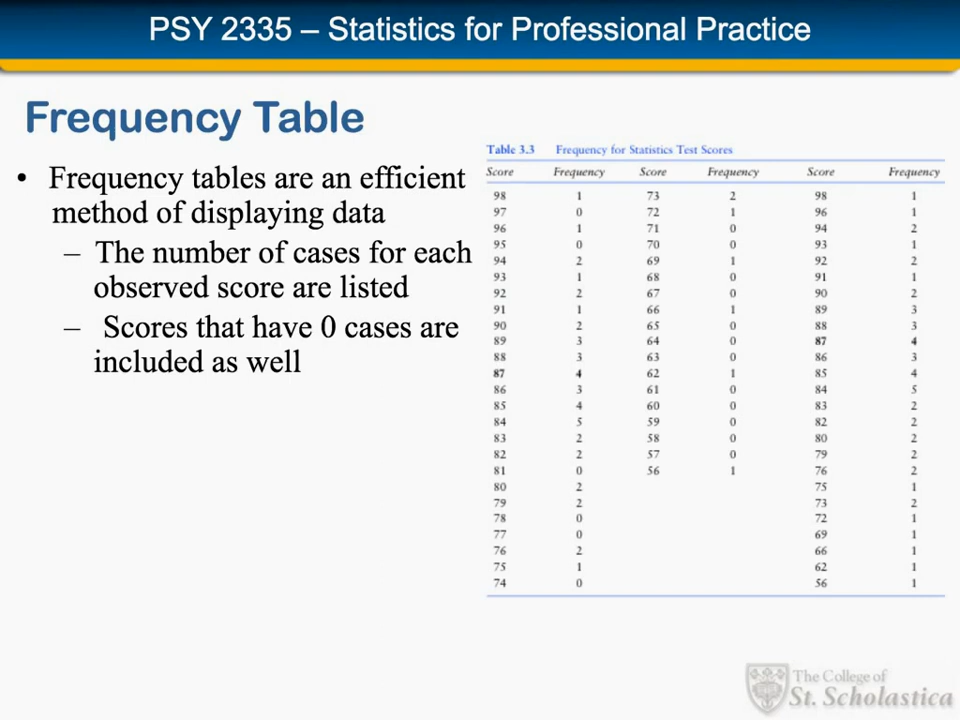 PSY 2335 – Statistics for Professional Practice
Frequency Table
• Frequency tables are an efficient
method of displaying data
– The number of cases for each
observed score are listed
– Scores that have 0 cases are
included as well
Table 3.3 Frequency for Statistics Test Scores
Score Frequency Score Frequency Score Frequency
98 1 73 2 98 1
97 0 72 1 96 1
96 1 71 0 94 2
95 0 70 0 93 1
94 2 69 1 92 2
93 1 68 0 91 1
92 2 67 0 90 2
91 1 66 1 89 3
90 2 65 0 88 3
89 3 64 0 87 4
88 3 63 0 86 3
87 4 62 1 85 4
86 3 61 0 84 5
85 4 60 0 83 2
84 5 59 0 82 2
83 2 58 0 80 2
82 2 57 0 79 2
81 0 56 1 76 2
80 2 75 1
79 2 73 2
78 0 72 1
77 0 69 1
76 2 66 1
75 1 62 1
74 0 56 1
The College of
St. Scholastica